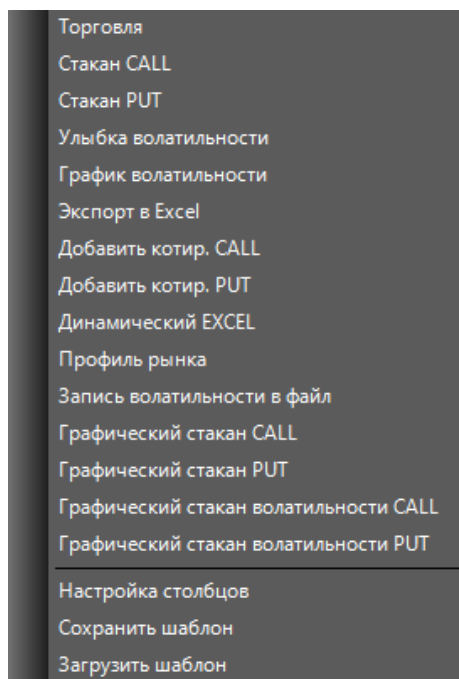 Торговля
Стакан CALL
Стакан PUT
Улыбка волатильности
График волатильности
Экспорт в Excel
Добавить котир. CALL
Добавить котир. PUT
Динамический EXCEL
Профиль рынка
Запись волатильности в файл
Графический стакан CALL
Графический стакан PUT
Графический стакан волатильности CALL
Графический стакан волатильности PUT
Настройка столбцов
Сохранить шаблон
Загрузить шаблон